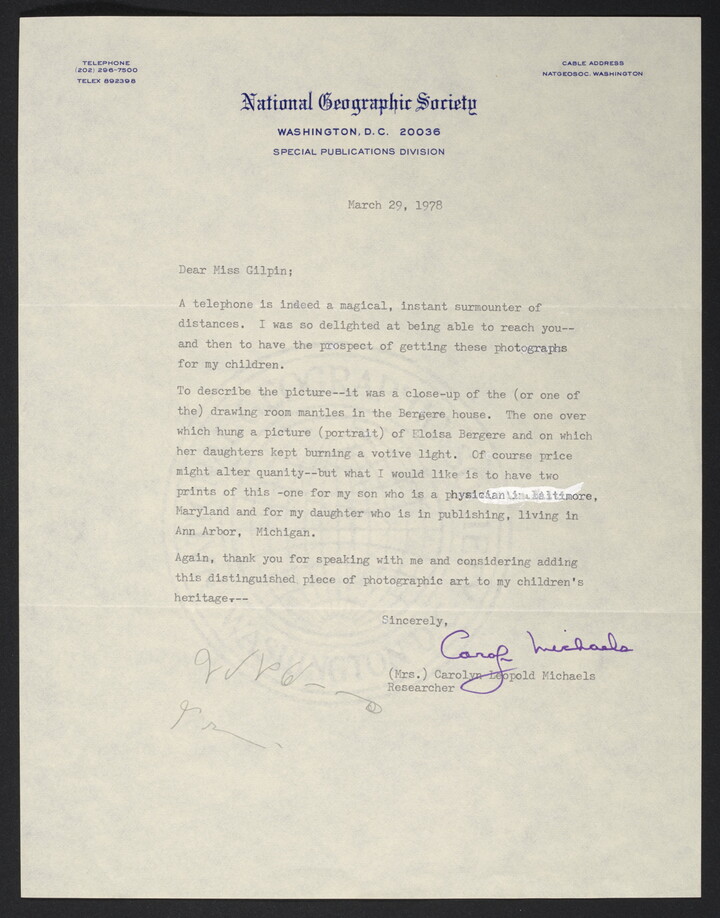 TELEPHONE
(202) 296-7500
TELEX 892398
CABLE ADDRESS
NATGEOSOC, WASHINGTON
National Geographic Society
WASHINGTON, D.C. 20036
SPECIAL PUBLICATIONS DIVISION
March 29, 1978
Dear Miss Gilpin;
A telephone is indeed a magical, instant surmounter of
distances. I was so delighted at being able to reach you--
and then to have the prospect of getting these photographs
for my children.
To describe the picture--it was a close-up of the (or one of
the) drawing room mantles in the Bergere house. The one over
which hung a picture (portrait) of Eloisa Bergere and on which
her daughters kept burning a votive light. Of course price
might alter quanity--but what I would like is to have two
prints of this -one for my son who is a physician in Baltimore,
Maryland and for my daughter who is in publishing, living in
Ann Arbor, Michigan.
Again, thank you for speaking with me and considering adding
this distinguished piece of photographic art to my children's
heritage.--
Sincerely,
Carol Michaels
(Mrs.) Carolyn Leopold Michaels
Researcher